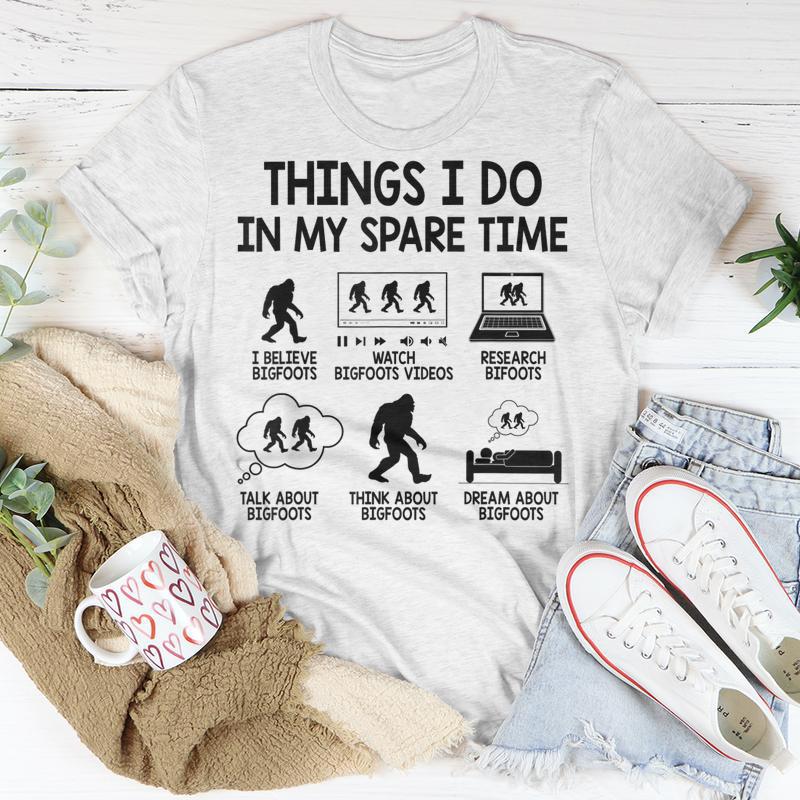 THINGS I DO
IN MY SPARE TIME
I BELIEVE
BIGFOOTS
WATCH
BIGFOOTS VIDEOS
RESEARCH
BIFOOTS
TALK ABOUT
BIGFOOTS
THINK ABOUT
BIGFOOTS
DREAM ABOUT
BIGFOOTS